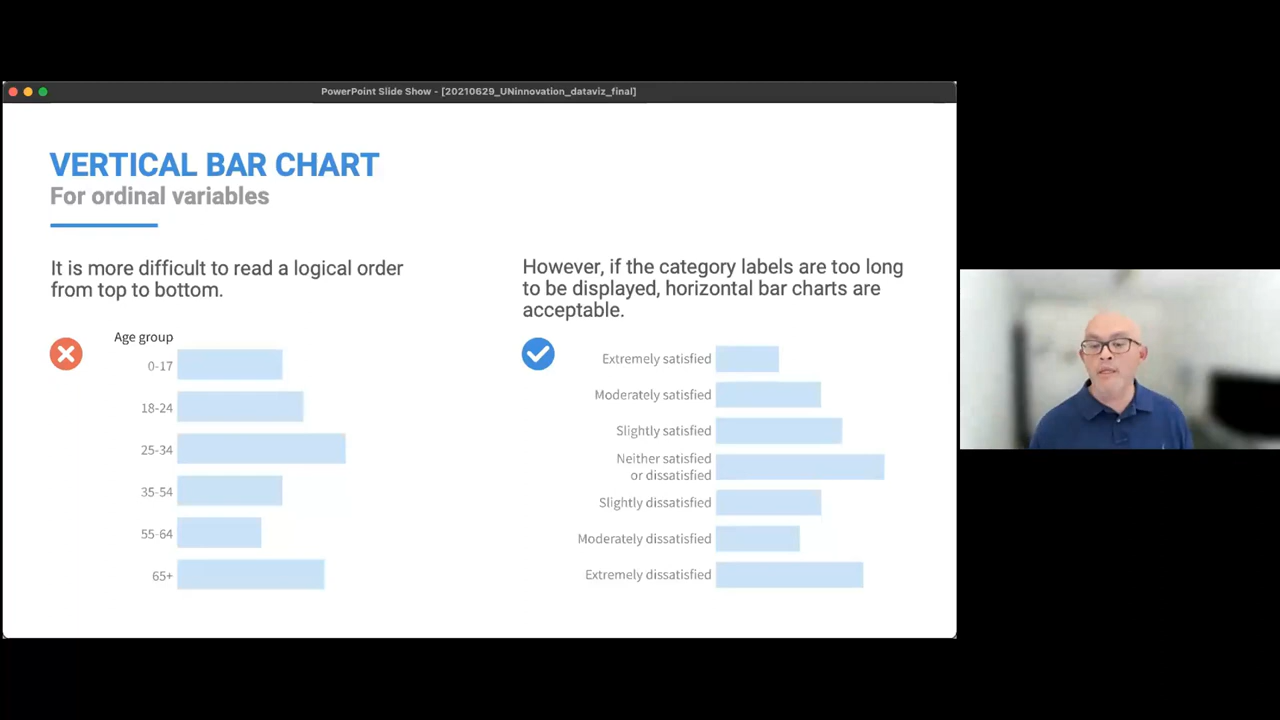 PowerPoint Slide Show - [20210629_UNinnovation_dataviz_final]
VERTICAL BAR CHART
For ordinal variables
It is more difficult to read a logical order
from top to bottom.
Age group
0-17
18-24
25-34
35-54
55-64
65+
However, if the category labels are too long
to be displayed, horizontal bar charts are
acceptable.
Extremely satisfied
Moderately satisfied
Slightly satisfied
Neither satisfied
or dissatisfied
Slightly dissatisfied
Moderately dissatisfied
Extremely dissatisfied